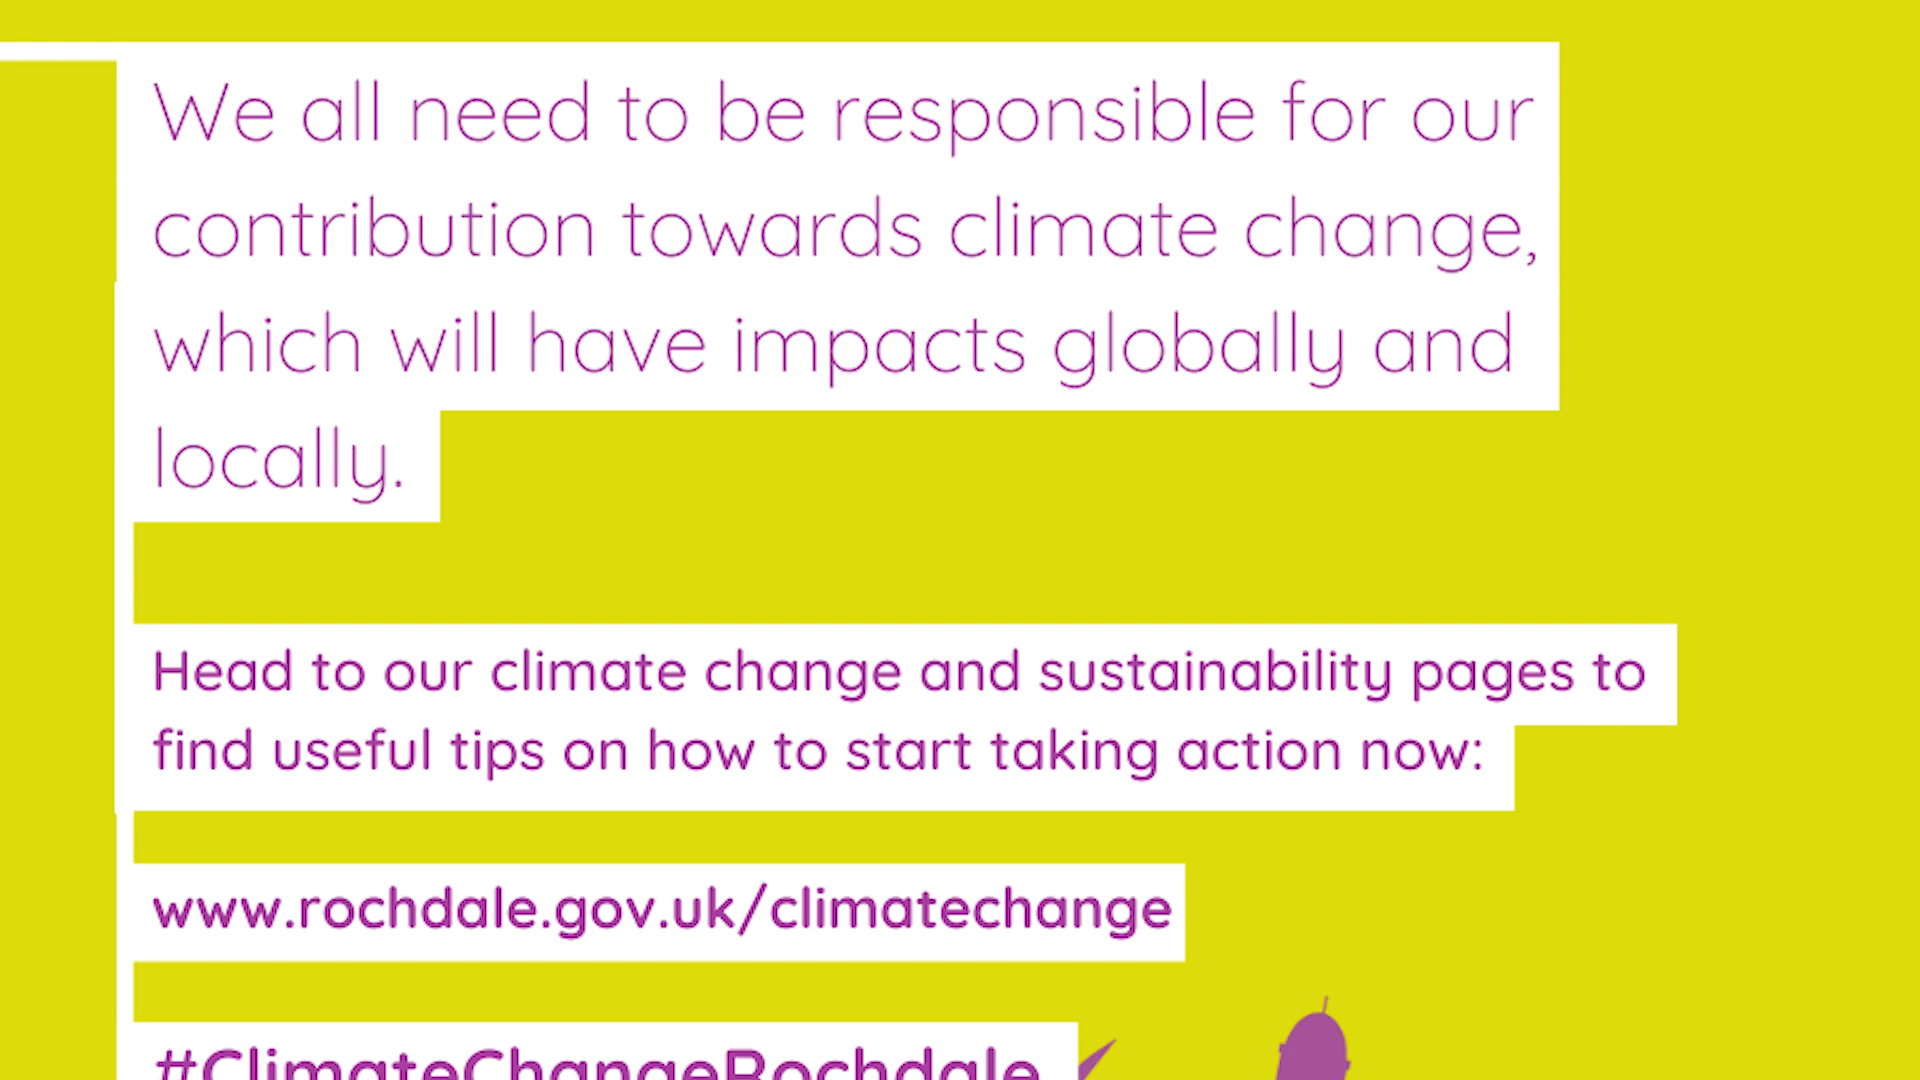 We all need to be responsible for our
contribution towards climate change,
which will have impacts globally and
locally.
Head to our climate change and sustainability pages to
find useful tips on how to start taking action now:
www.rochdale.gov.uk/climatechange
#ClimateChangeRochdale